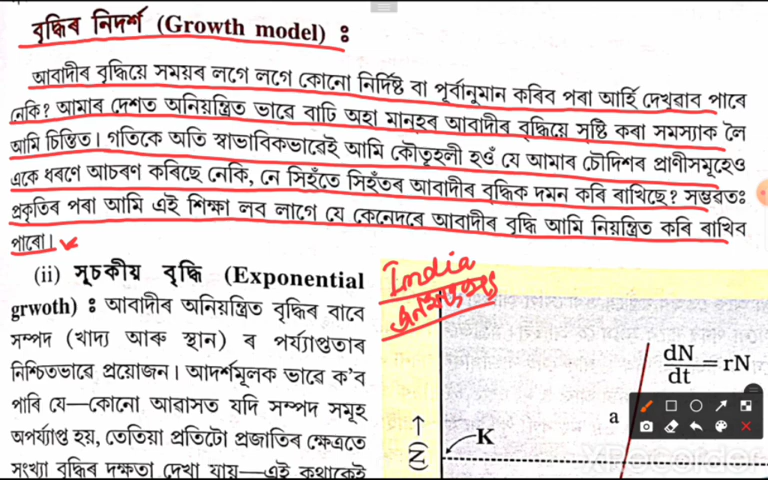 বৃদ্ধিৰ নিদৰ্শ (Growth model) :
আবাদীৰ বৃদ্ধিয়ে সময়ৰ লগে লগে কোনো নিৰ্দিষ্ট বা পূৰ্বানুমান কৰিব পৰা আৰ্হি দেখুৱাব পাৰে
নেকি? আমাৰ দেশত অনিয়ন্ত্ৰিত ভাৱে বাঢ়ি অহা মানুহৰ আবাদীৰ বৃদ্ধিয়ে সৃষ্টি কৰা সমস্যাক লৈ
আমি চিন্তিত। গতিকে অতি স্বাভাবিকভাৱেই আমি কৌতূহলী হওঁ যে আমাৰ চৌদিশৰ প্ৰাণীসমূহেও
একে ধৰণে আচৰণ কৰিছে নেকি, নে সিহঁতে সিহঁতৰ আবাদীৰ বৃদ্ধিক দমন কৰি ৰাখিছে? সম্ভৱতঃ
প্ৰকৃতিৰ পৰা আমি এই শিক্ষা লব লাগে যে কেনেদৰে আবাদীৰ বৃদ্ধি আমি নিয়ন্ত্ৰিত কৰি ৰাখিব
পাৰো।
(ii) সূচকীয় বৃদ্ধি (Exponential
grwoth) : আবাদীৰ অনিয়ন্ত্ৰিত বৃদ্ধিৰ বাবে
সম্পদ (খাদ্য আৰু স্থান) ৰ পৰ্য্যাপ্ততাৰ
নিশ্চিতভাৱে প্ৰয়োজন। আদৰ্শমূলক ভাৱে ক'ব
পাৰি যে—কোনো আৱাসত যদি সম্পদ সমূহ
অপৰ্য্যাপ্ত হয়, তেতিয়া প্ৰতিটো প্ৰজাতিৰ ক্ষেত্ৰতে
সংখ্যা বৃদ্ধিৰ দক্ষতা দেখা যায়—এই কথাকেই
India
dN/dt = rN
a
K
(N) →